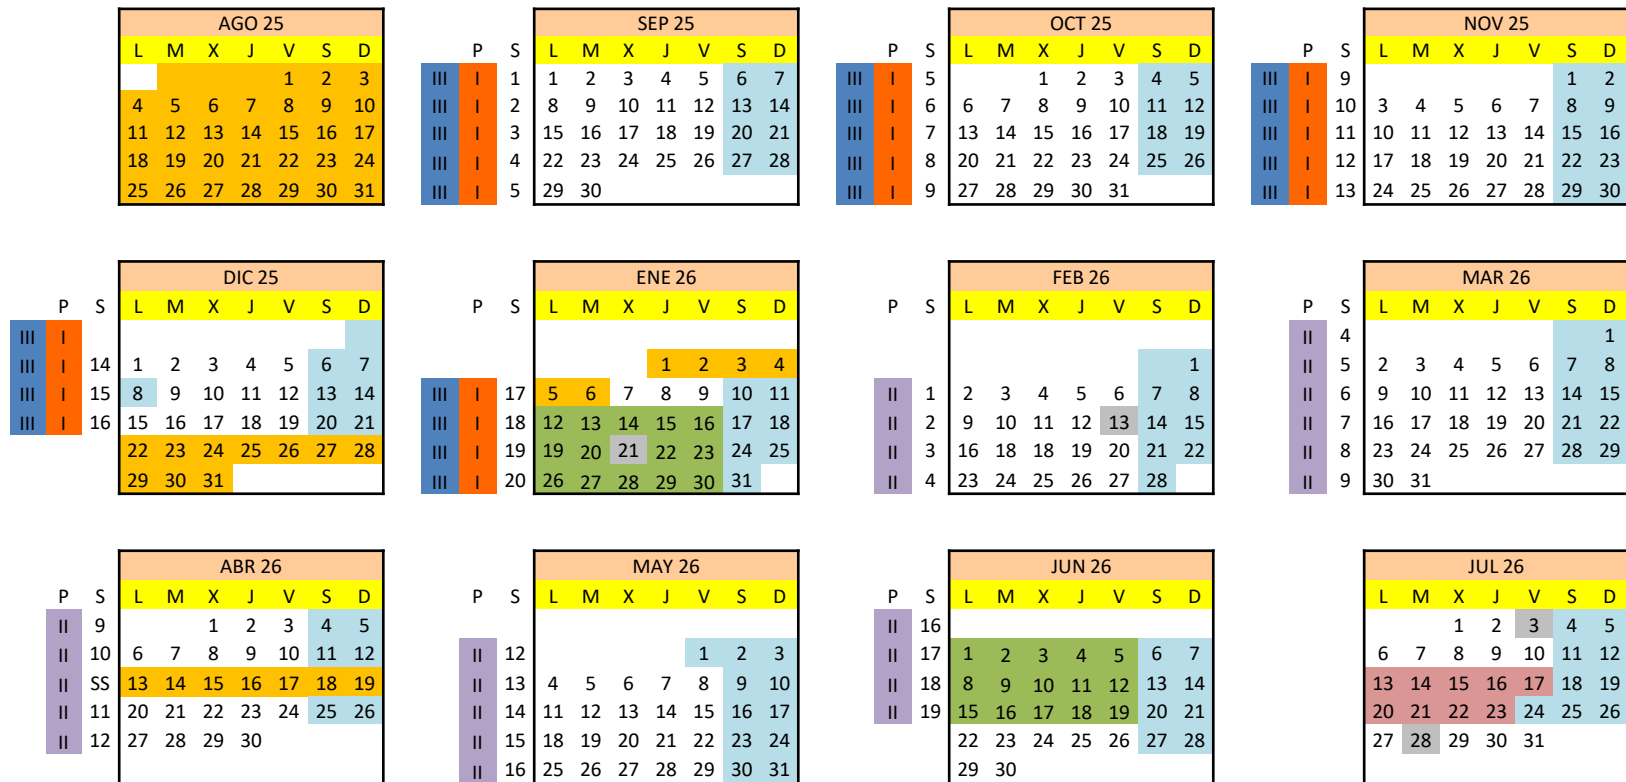 AGO 25 SEP 25 OCT 25 NOV 25
L M X J V S D P S L M X J V S D P S L M X J V S D P S L M X J V S D
1 2 3 III I 1 1 2 3 4 5 6 7 III I 5 1 2 3 4 5 III I 9 1 2
4 5 6 7 8 9 10 III I 2 8 9 10 11 12 13 14 III I 6 6 7 8 9 10 11 12 III I 10 3 4 5 6 7 8 9
11 12 13 14 15 16 17 III I 3 15 16 17 18 19 20 21 III I 7 13 14 15 16 17 18 19 III I 11 10 11 12 13 14 15 16
18 19 20 21 22 23 24 III I 4 22 23 24 25 26 27 28 III I 8 20 21 22 23 24 25 26 III I 12 17 18 19 20 21 22 23
25 26 27 28 29 30 31 III I 5 29 30 III I 9 27 28 29 30 31 III I 13 24 25 26 27 28 29 30
DIC 25 ENE 26 FEB 26 MAR 26
P S L M X J V S D P S L M X J V S D P S L M X J V S D P S L M X J V S D
III I II 4 1
III I 14 1 2 3 4 5 6 7 1 2 3 4 1 II 5 2 3 4 5 6 7 8
III I 15 8 9 10 11 12 13 14 III I 17 5 6 7 8 9 10 11 II 1 2 3 4 5 6 7 8 II 6 9 10 11 12 13 14 15
III I 16 15 16 17 18 19 20 21 III I 18 12 13 14 15 16 17 18 II 2 9 10 11 12 13 14 15 II 7 16 17 18 19 20 21 22
22 23 24 25 26 27 28 III I 19 19 20 21 22 23 24 25 II 3 16 18 18 19 20 21 22 II 8 23 24 25 26 27 28 29
29 30 31 III I 20 26 27 28 29 30 31 II 4 23 24 25 26 27 28 II 9 30 31
ABR 26 MAY 26 JUN 26 JUL 26
P S L M X J V S D P S L M X J V S D P S L M X J V S D L M X J V S D
II 9 1 2 3 4 5 II 16 1 2 3 4 5
II 10 6 7 8 9 10 11 12 II 12 1 2 3 II 17 1 2 3 4 5 6 7 6 7 8 9 10 11 12
II SS 13 14 15 16 17 18 19 II 13 4 5 6 7 8 9 10 II 18 8 9 10 11 12 13 14 13 14 15 16 17 18 19
II 11 20 21 22 23 24 25 26 II 14 11 12 13 14 15 16 17 II 19 15 16 17 18 19 20 21 20 21 22 23 24 25 26
II 12 27 28 29 30 II 15 18 19 20 21 22 23 24 22 23 24 25 26 27 28 27 28 29 30 31
II 16 25 26 27 28 29 30 31 29 30